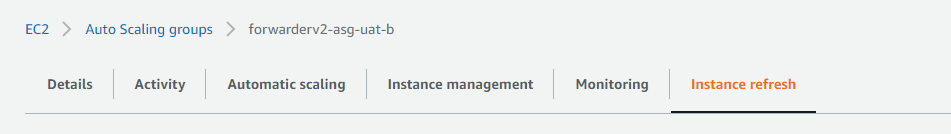 EC2 Auto Scaling groups forwarderv2-asg-uat-b
Details Activity Automatic scaling Instance management Monitoring Instance refresh